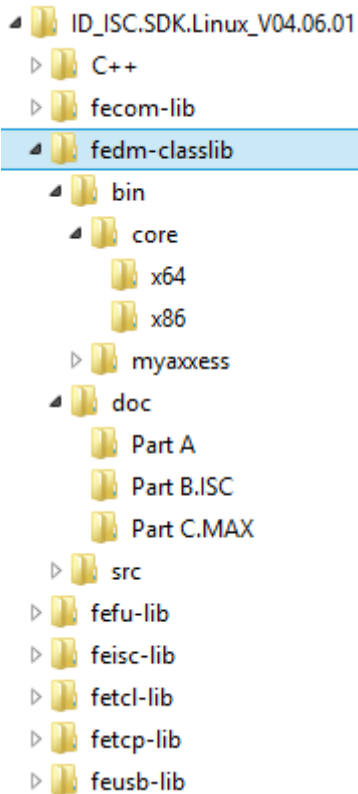 ID_ISC.SDK.Linux_V04.06.01
C++
fecom-lib
fedm-classlib
bin
core
x64
x86
myaxxess
doc
Part A
Part B.ISC
Part C.MAX
src
fefu-lib
feisc-lib
fetcl-lib
fetcp-lib
feusb-lib